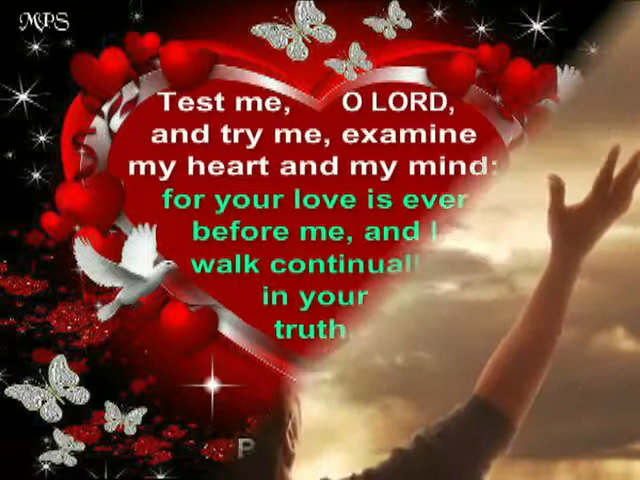 MPS
Test me, O LORD,
and try me, examine
my heart and my mind:
for your love is ever
before me, and I
walk continuall
in your
truth
P